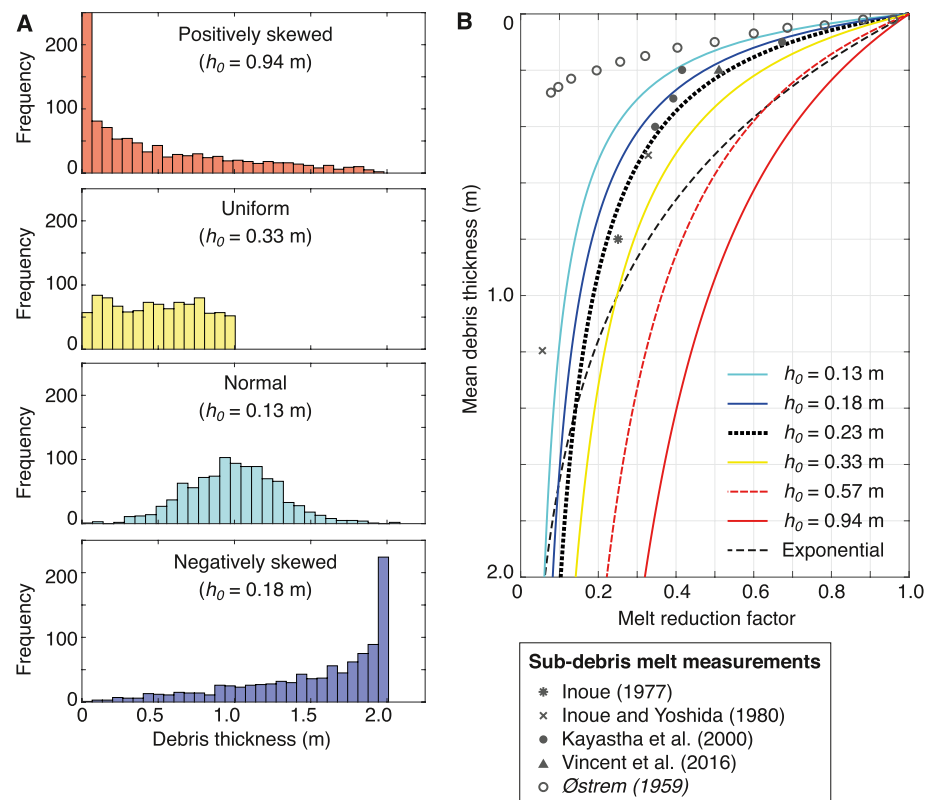 A
Frequency
200
100
0
Positively skewed
(h0 = 0.94 m)
Frequency
200
100
0
Uniform
(h0 = 0.33 m)
Frequency
200
100
0
Normal
(h0 = 0.13 m)
Frequency
200
100
0
Negatively skewed
(h0 = 0.18 m)
0 0.5 1.0 1.5 2.0
Debris thickness (m)
B
Mean debris thickness (m)
0
1.0
2.0
h0 = 0.13 m
h0 = 0.18 m
h0 = 0.23 m
h0 = 0.33 m
h0 = 0.57 m
h0 = 0.94 m
Exponential
0 0.2 0.4 0.6 0.8 1.0
Melt reduction factor
Sub-debris melt measurements
Inoue (1977)
Inoue and Yoshida (1980)
Kayastha et al. (2000)
Vincent et al. (2016)
Østrem (1959)